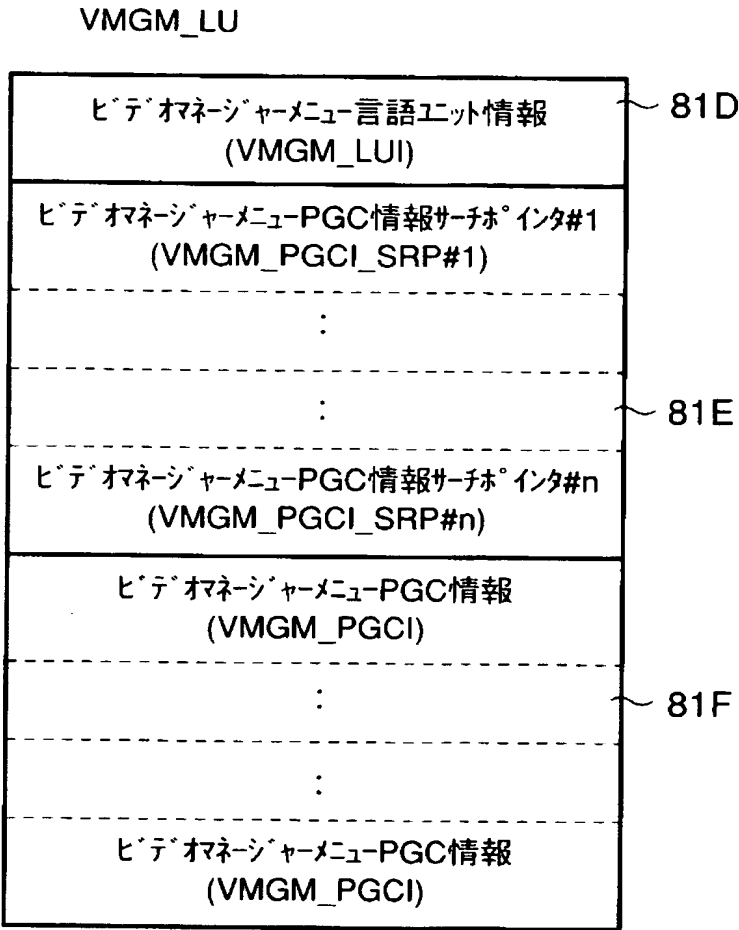 VMGM_LU
ビデオマネージャーメニュー言語ユニット情報
81D
(VMGM_LUI)
ビデオマネージャーメニューPGC情報サーチポインタ#1
(VMGM_PGCI_SRP#1)
:
:
81E
ビデオマネージャーメニューPGC情報サーチポインタ#n
(VMGM_PGCI_SRP#n)
ビデオマネージャーメニューPGC情報
(VMGM_PGCI)
:
81F
:
ビデオマネージャーメニューPGC情報
(VMGM_PGCI)